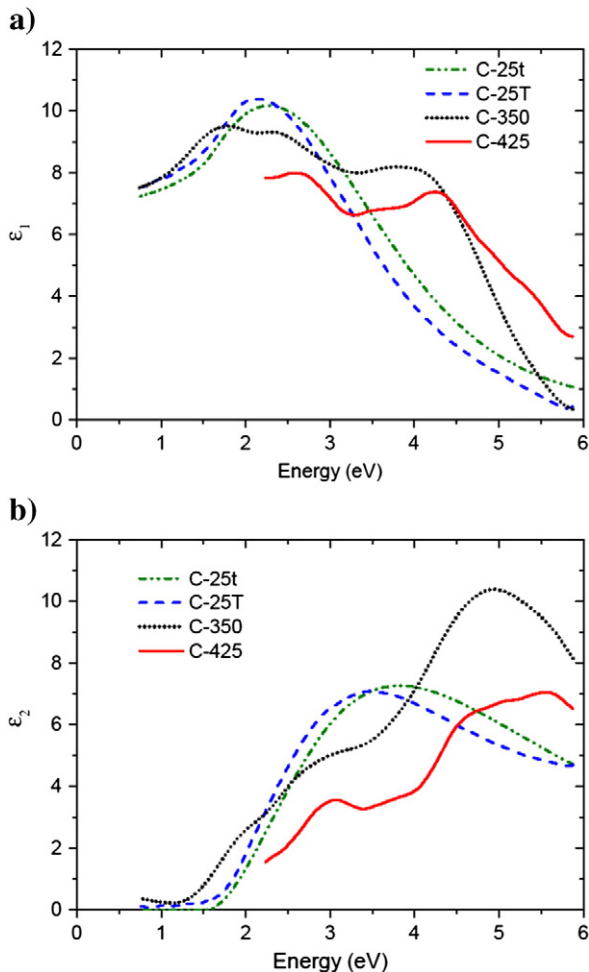 a)
12
10
8
6
4
2
0
ε1
C-25t
C-25T
C-350
C-425
0 1 2 3 4 5 6
Energy (eV)
b)
12
10
8
6
4
2
0
ε2
C-25t
C-25T
C-350
C-425
0 1 2 3 4 5 6
Energy (eV)